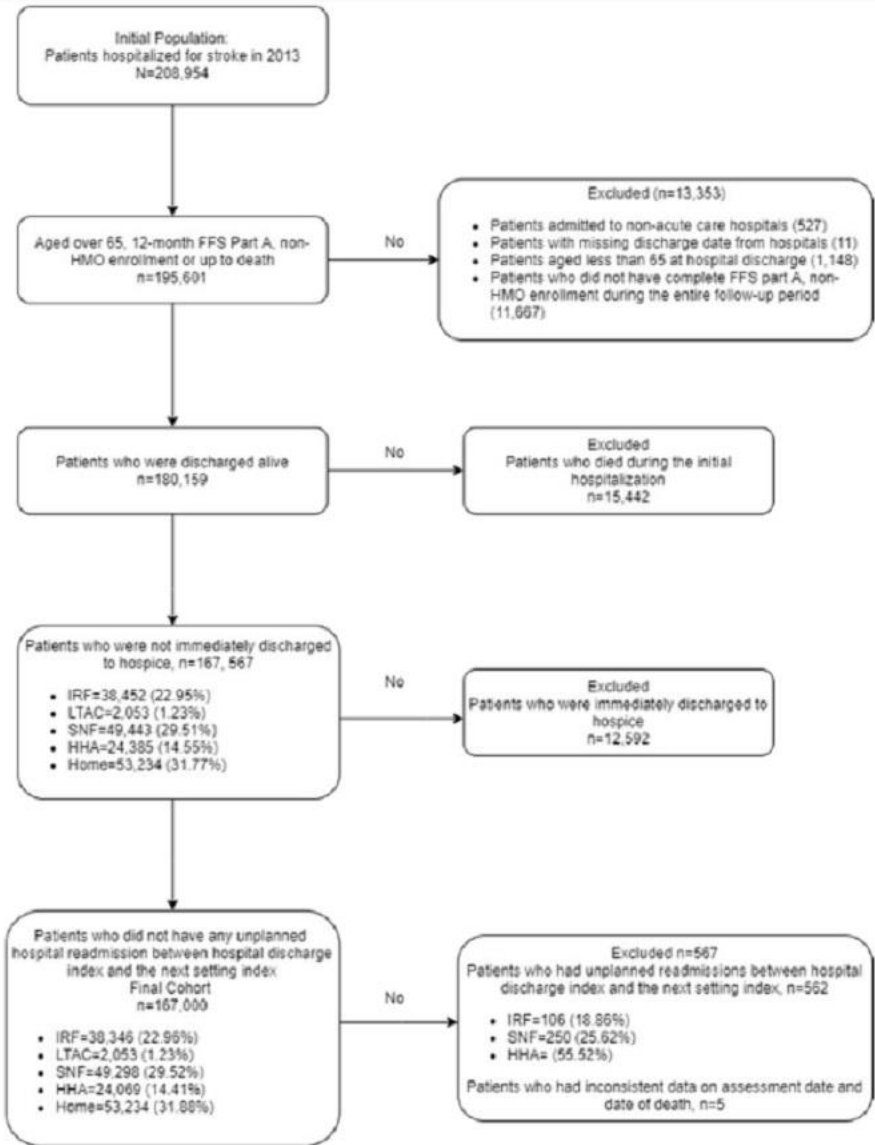 Initial Population:
Patients hospitalized for stroke in 2013
N=208,954
Aged over 65, 12-month FFS Part A, non-
HMO enrollment or up to death
n=195,601
No
Excluded (n=13,353)
• Patients admitted to non-acute care hospitals (527)
• Patients with missing discharge date from hospitals (11)
• Patients aged less than 65 at hospital discharge (1,148)
• Patients who did not have complete FFS part A, non-
HMO enrollment during the entire follow-up period
(11,667)
Patients who were discharged alive
n=180,159
No
Excluded
Patients who died during the initial
hospitalization
n=15,442
Patients who were not immediately discharged
to hospice, n=167, 567
• IRF=38,452 (22.95%)
• LTAC=2,053 (1.23%)
• SNF=49,443 (29.51%)
• HHA=24,385 (14.55%)
• Home=53,234 (31.77%)
No
Excluded
Patients who were immediately discharged to
hospice
n=12,592
Patients who did not have any unplanned
hospital readmission between hospital discharge
index and the next setting index
Final Cohort
n=167,000
• IRF=38,346 (22.96%)
• LTAC=2,053 (1.23%)
• SNF=49,298 (29.52%)
• HHA=24,069 (14.41%)
• Home=53,234 (31.88%)
No
Excluded n=567
Patients who had unplanned readmissions between hospital
discharge index and the next setting index, n=562
• IRF=106 (18.86%)
• SNF=250 (25.62%)
• HHA= (55.52%)
Patients who had inconsistent data on assessment date and
date of death, n=5